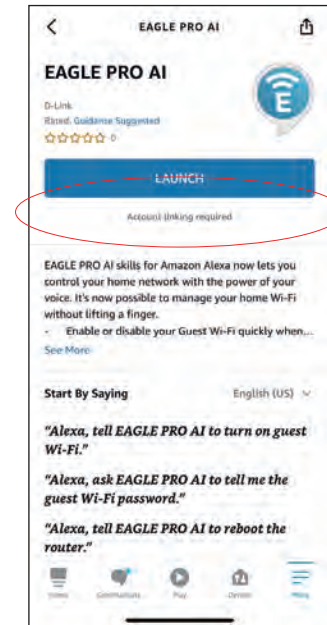 EAGLE PRO AI
EAGLE PRO AI
D-Link
Rated: Guidance Suggested
0
E
LAUNCH
Account linking required
EAGLE PRO AI skills for Amazon Alexa now lets you
control your home network with the power of your
voice. It's now possible to manage your home Wi-Fi
without lifting a finger.
- Enable or disable your Guest Wi-Fi quickly when...
See More
Start By Saying
English (US)
"Alexa, tell EAGLE PRO AI to turn on guest
Wi-Fi."
"Alexa, ask EAGLE PRO AI to tell me the
guest Wi-Fi password."
"Alexa, tell EAGLE PRO AI to reboot the
router."
Home Communicate Play Devices More